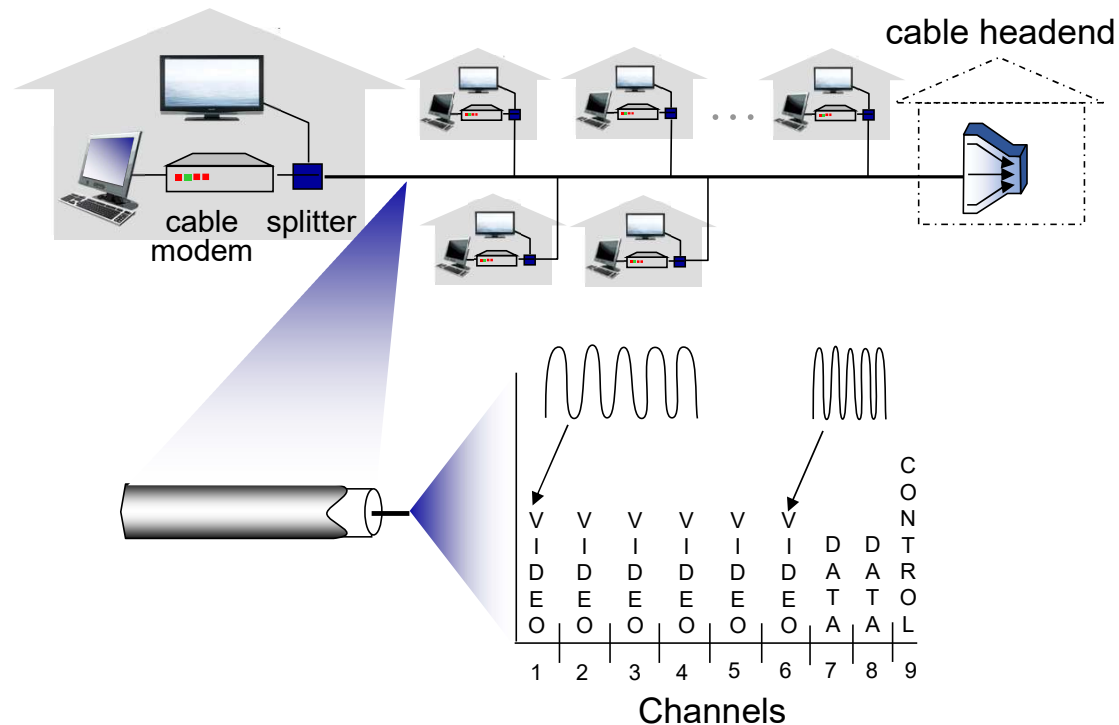 cable headend
cable
modem
splitter
VIDEO
VIDEO
VIDEO
VIDEO
VIDEO
VIDEO
DATA
DATA
CONTROL
1 2 3 4 5 6 7 8 9
Channels